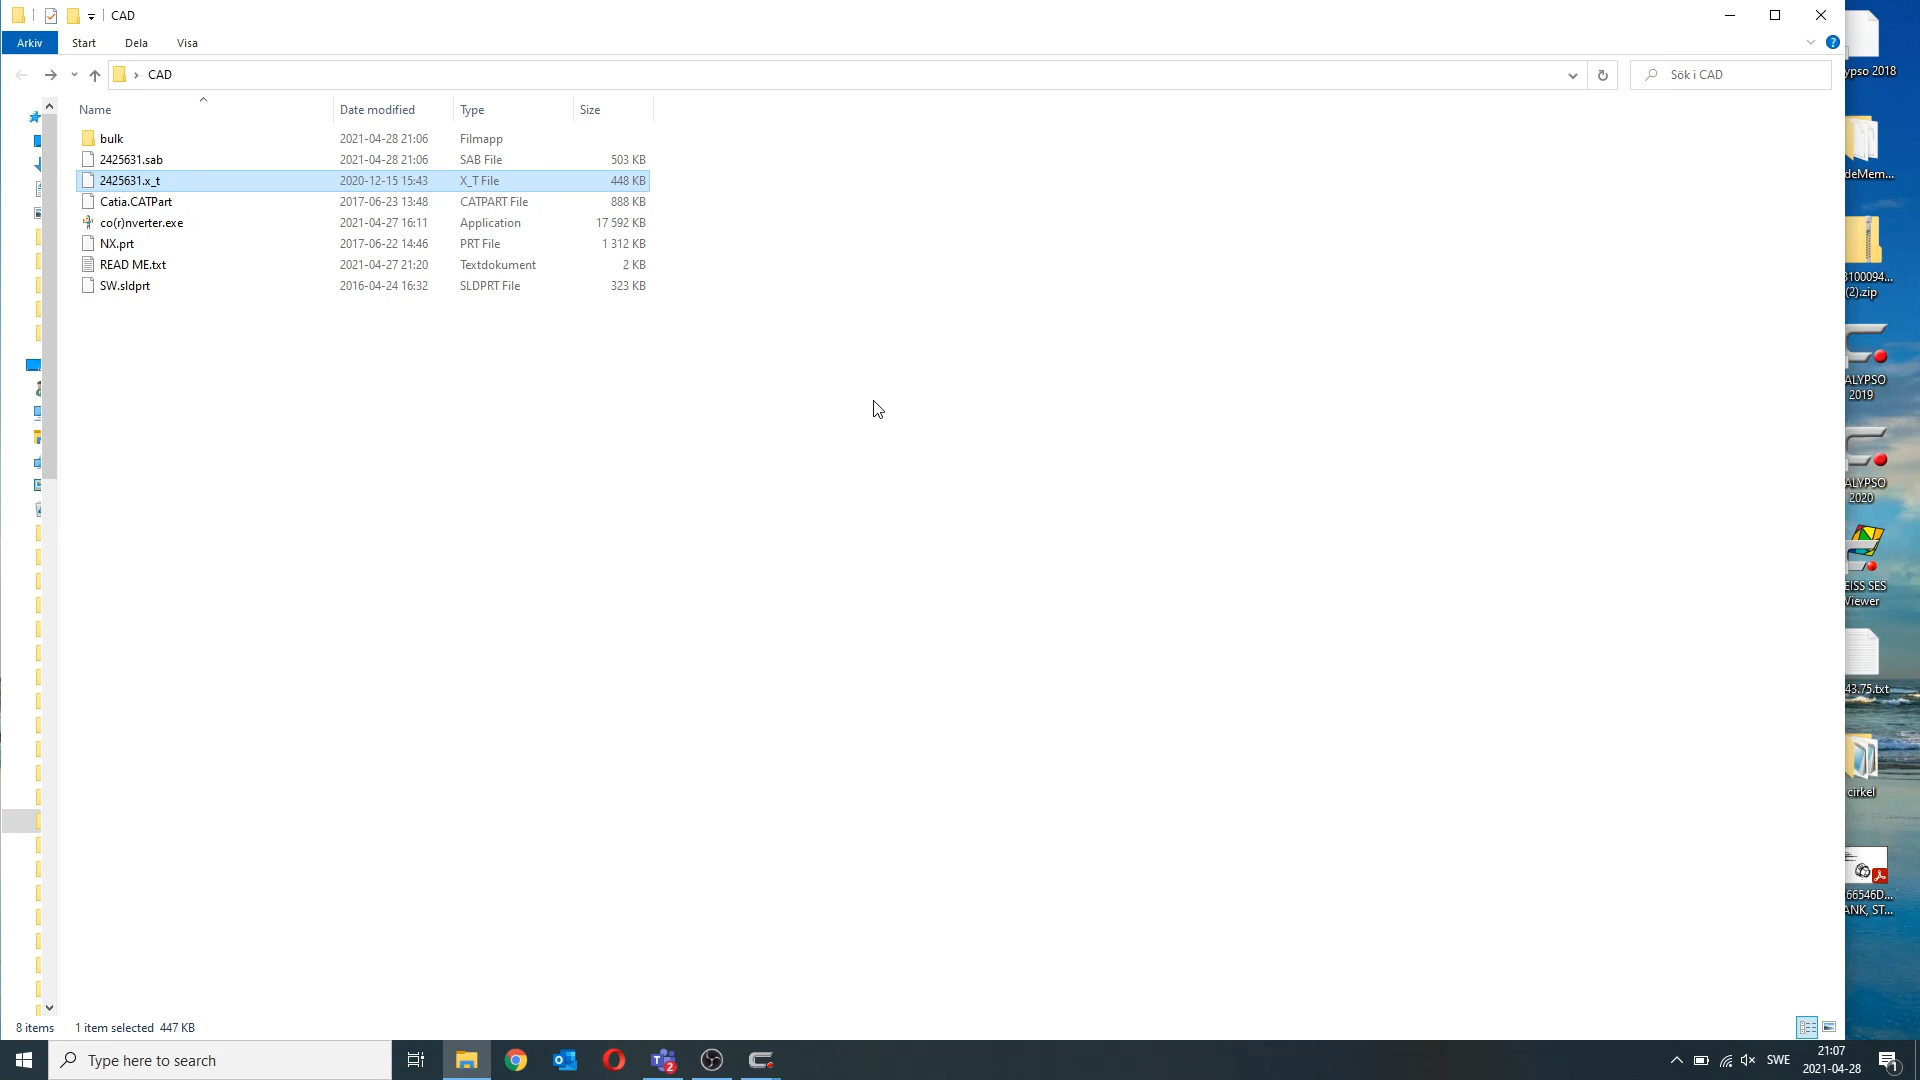 CAD
Arkiv Start Dela Visa
CAD Sök i CAD
Name Date modified Type Size
bulk 2021-04-28 21:06 Filmapp
2425631.sab 2021-04-28 21:06 SAB File 503 KB
2425631.x_t 2020-12-15 15:43 X_T File 448 KB
Catia.CATPart 2017-06-23 13:48 CATPART File 888 KB
co(r)nverter.exe 2021-04-27 16:11 Application 17 592 KB
NX.prt 2017-06-22 14:46 PRT File 1 312 KB
READ ME.txt 2021-04-27 21:20 Textdokument 2 KB
SW.sldprt 2016-04-24 16:32 SLDPRT File 323 KB
ypso 2018
deMem...
3100094...
(2).zip
ALYPSO
2019
ALYPSO
2020
EISS SES
Viewer
43.75.txt
cirkel
66546D...
ANK, ST...
8 items 1 item selected 447 KB
Type here to search
2
SWE
21:07
2021-04-28
1